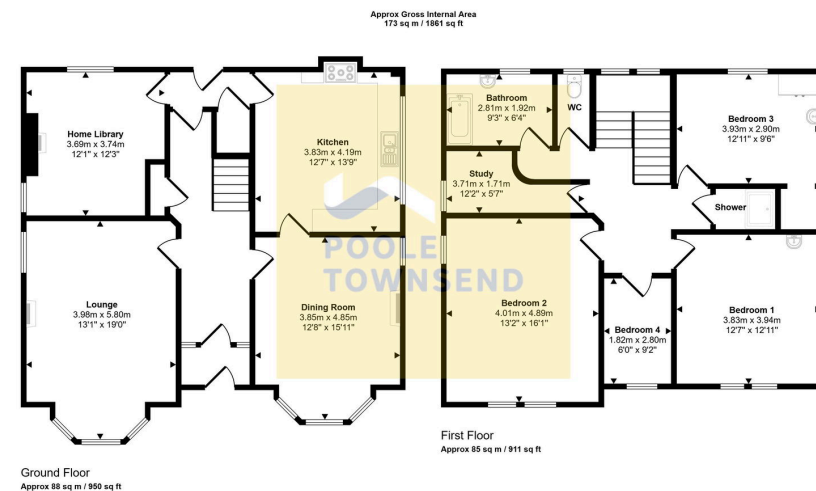 Approx Gross Internal Area
173 sq m / 1861 sq ft
Home Library
3.69m x 3.74m
12'1" x 12'3"
Kitchen
3.83m x 4.19m
12'7" x 13'9"
Lounge
3.98m x 5.80m
13'1" x 19'0"
Dining Room
3.85m x 4.85m
12'8" x 15'11"
Ground Floor
Approx 88 sq m / 950 sq ft
Bathroom
2.81m x 1.92m
9'3" x 6'4"
WC
Bedroom 3
3.93m x 2.90m
12'11" x 9'6"
Study
3.71m x 1.71m
12'2" x 5'7"
Shower
Bedroom 2
4.01m x 4.89m
13'2" x 16'1"
Bedroom 4
1.82m x 2.80m
6'0" x 9'2"
Bedroom 1
3.83m x 3.94m
12'7" x 12'11"
First Floor
Approx 85 sq m / 911 sq ft
POOLE
TOWNSEND